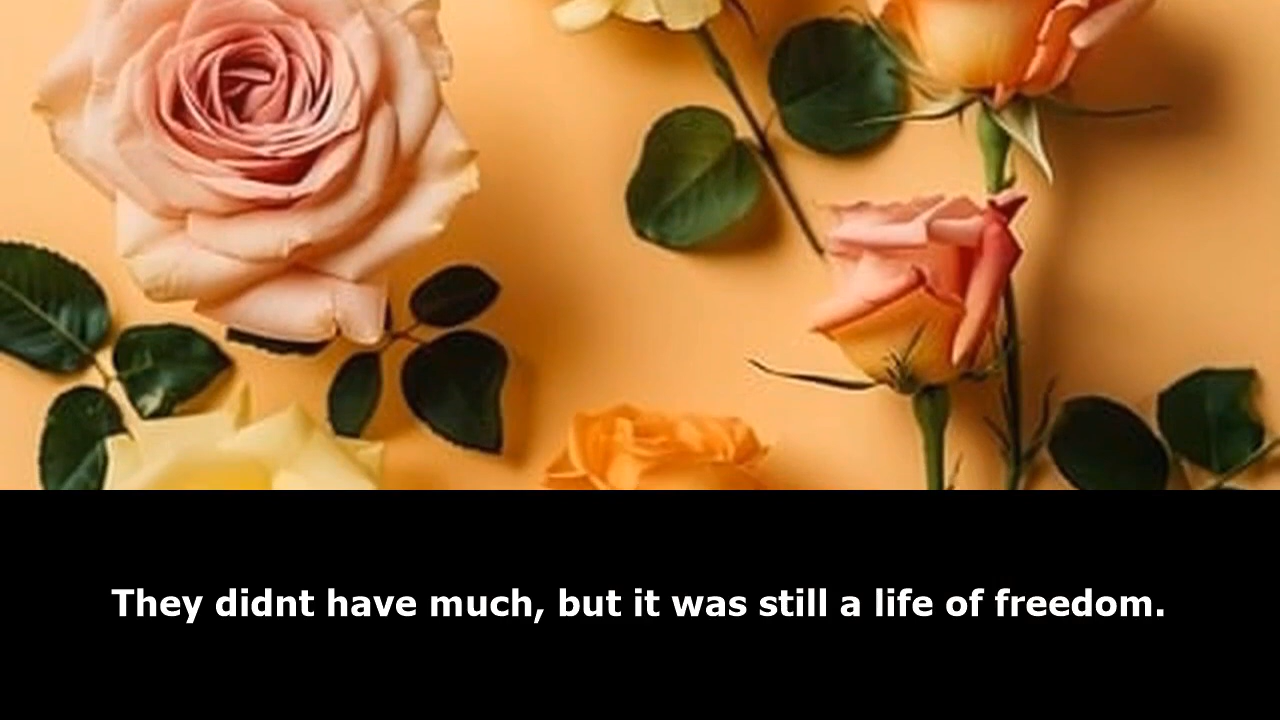 They didnt have much, but it was still a life of freedom.